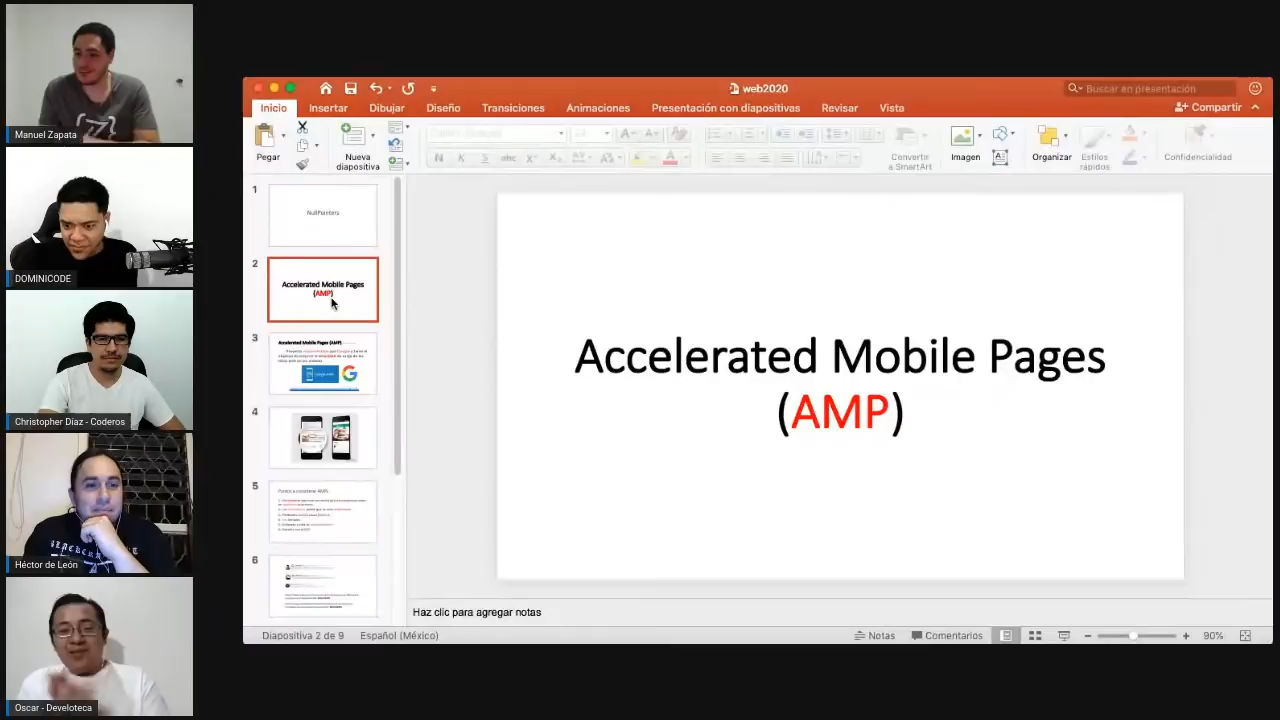 Manuel Zapata
DOMINICODE
Christopher Díaz - Coderos
Héctor de León
Oscar - Develoteca
web2020
Buscar en presentación
Inicio
Insertar
Dibujar
Diseño
Transiciones
Animaciones
Presentación con diapositivas
Revisar
Vista
Compartir
Pegar
Nueva
diapositiva
Convertir
a SmartArt
Imagen
Organizar
Estilos
rápidos
Confidencialidad
1
NullPointers
2
Accelerated Mobile Pages
(AMP)
3
Accelerated Mobile Pages (AMP)
4
5
Puntos a considerar AMP:
6
Accelerated Mobile Pages
(AMP)
Haz clic para agregar notas
Diapositiva 2 de 9
Español (México)
Notas
Comentarios
90%